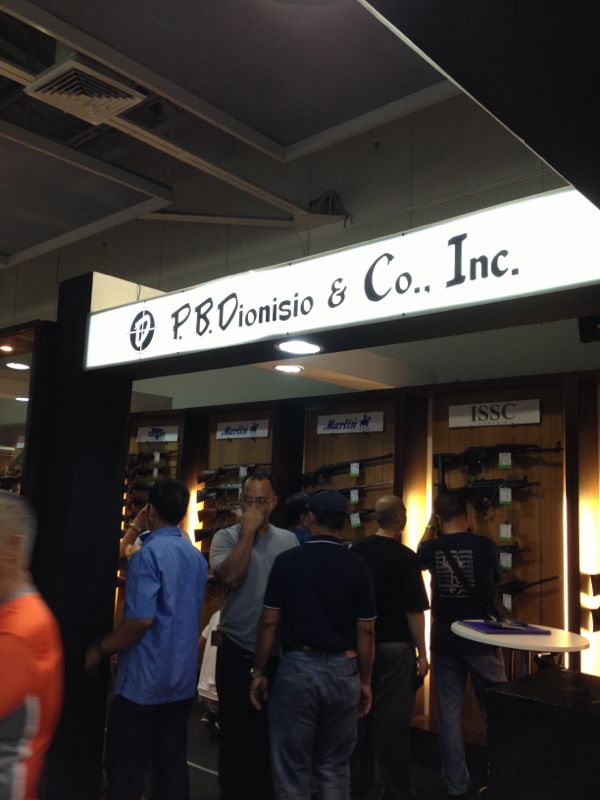 P.B. Dionisio & Co., Inc.
Marlin
Marlin
ISSC